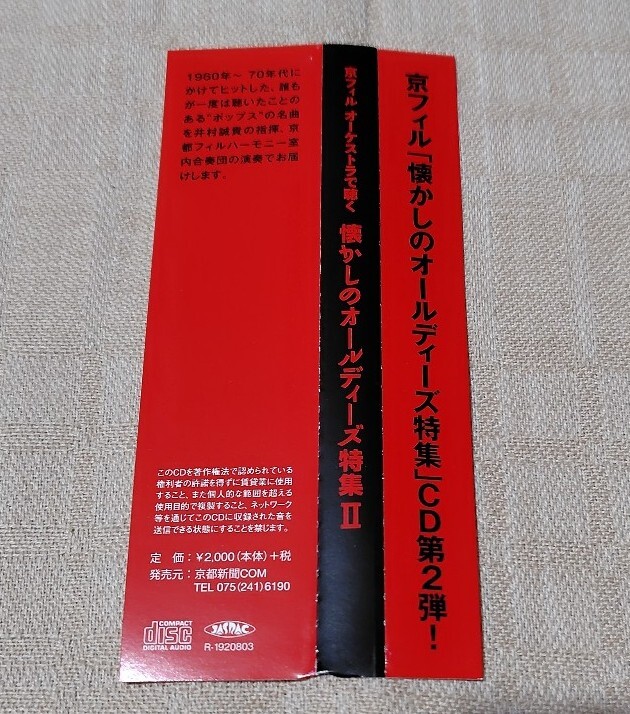 京フィル「懐かしのオールディーズ特集」CD第2弾！
京フィル オーケストラで聴く 懐かしのオールディーズ特集 II
1960年～ 70年代に
かけてヒットした、誰も
が一度は聴いたことの
ある“ポップス”の名曲
を井村誠貴の指揮、京
都フィルハーモニー室
内合奏団の演奏でお届
けします。
このCDを著作権法で認められている
権利者の許諾を得ずに賃貸業に使用
すること、また個人的な範囲を超える
使用目的で複製すること、ネットワーク
等を通じてこのCDに収録された音を
送信できる状態にすることを禁じます。
定　価：￥2,000（本体）＋税
発売元：京都新聞COM
TEL 075（241）6190
COMPACT
disc
DIGITAL AUDIO
JASRAC
R-1920803